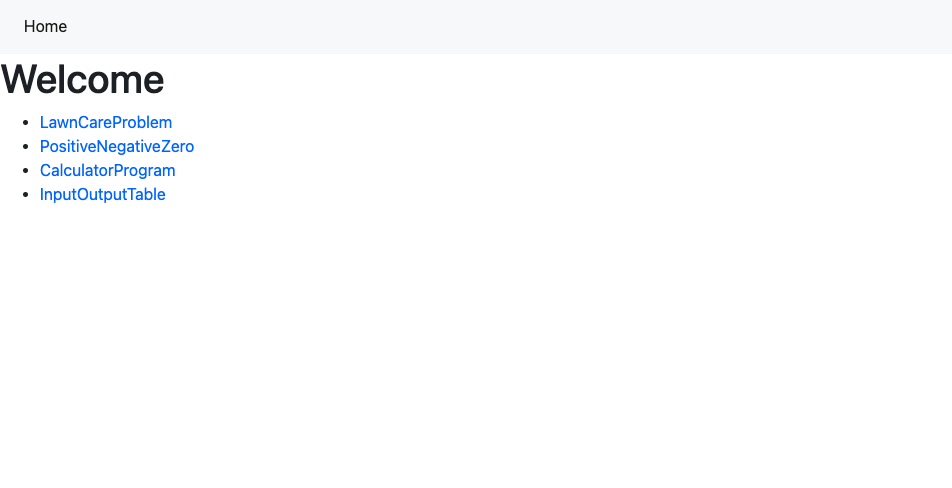 Home
Welcome
LawnCareProblem
PositiveNegativeZero
CalculatorProgram
InputOutputTable